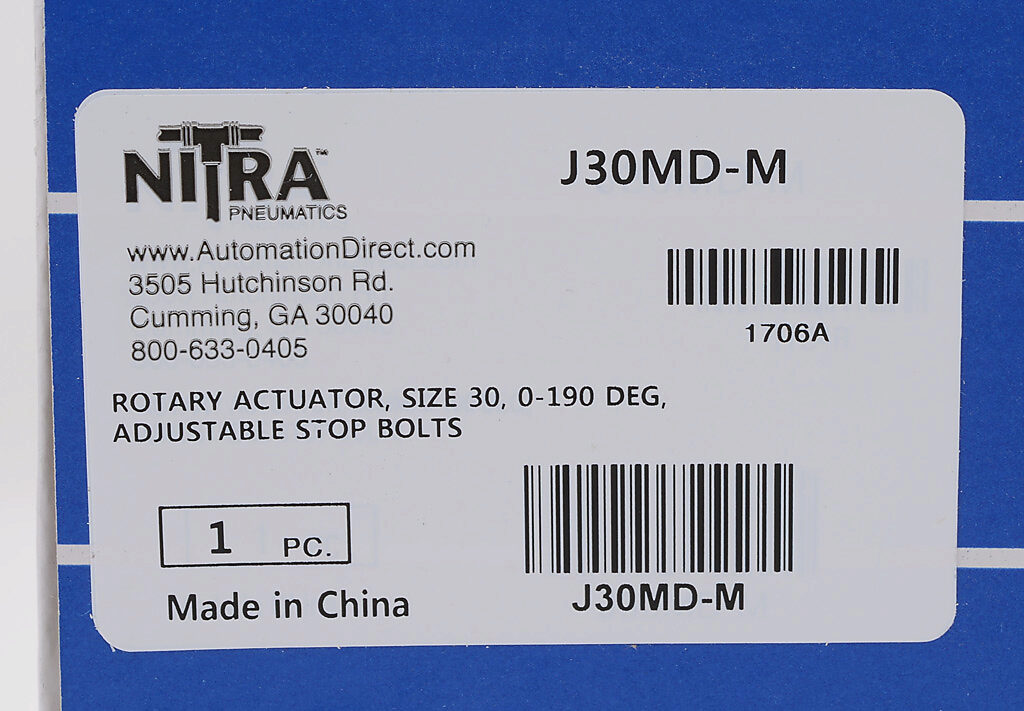 NITRA™
PNEUMATICS
J30MD-M
www.AutomationDirect.com
3505 Hutchinson Rd.
Cumming, GA 30040
800-633-0405
1706A
ROTARY ACTUATOR, SIZE 30, 0-190 DEG,
ADJUSTABLE STOP BOLTS
1 PC.
Made in China
J30MD-M